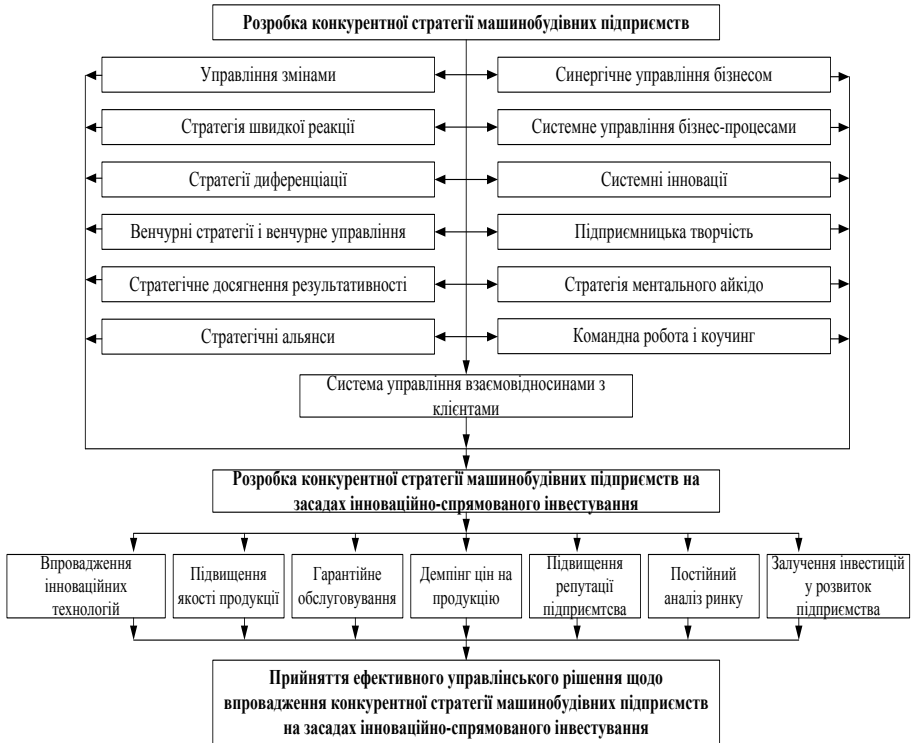 Розробка конкурентної стратегії машинобудівних підприємств
Управління змінами
Синергічне управління бізнесом
Стратегія швидкої реакції
Системне управління бізнес-процесами
Стратегії диференціації
Системні інновації
Венчурні стратегії і венчурне управління
Підприємницька творчість
Стратегічне досягнення результативності
Стратегія ментального айкідо
Стратегічні альянси
Командна робота і коучинг
Система управління взаємовідносинами з
клієнтами
Розробка конкурентної стратегії машинобудівних підприємств на
засадах інноваційно-спрямованого інвестування
Впровадження
інноваційних
технологій
Підвищення
якості продукції
Гарантійне
обслуговування
Демпінг цін на
продукцію
Підвищення
репутації
підприємтсва
Постійний
аналіз ринку
Залучення інвестицій
у розвиток
підприємства
Прийняття ефективного управлінського рішення щодо
впровадження конкурентної стратегії машинобудівних підприємств
на засадах інноваційно-спрямованого інвестування